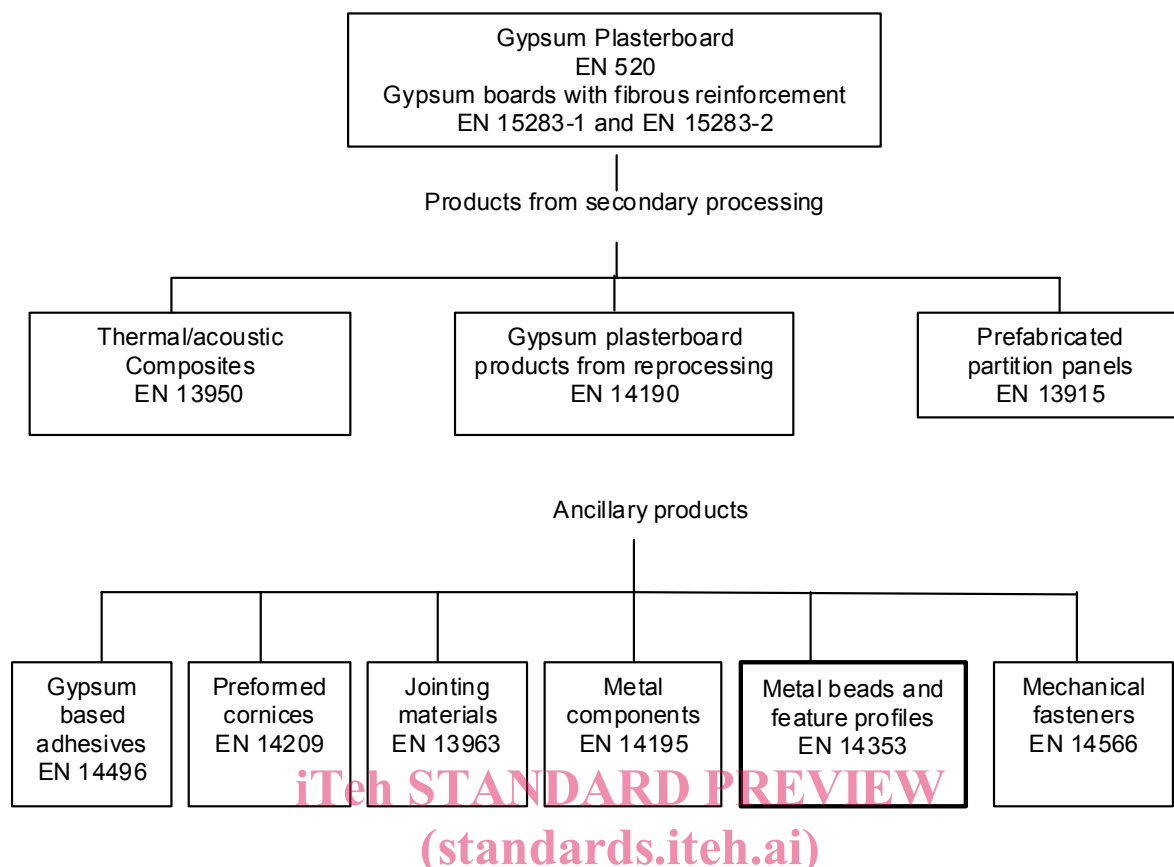 Gypsum Plasterboard
EN 520
Gypsum boards with fibrous reinforcement
EN 15283-1 and EN 15283-2
Products from secondary processing
Thermal/acoustic
Composites
EN 13950
Gypsum plasterboard
products from reprocessing
EN 14190
Prefabricated
partition panels
EN 13915
Ancillary products
Gypsum
based
adhesives
EN 14496
Preformed
cornices
EN 14209
Jointing
materials
EN 13963
Metal
components
EN 14195
Metal beads and
feature profiles
EN 14353
Mechanical
fasteners
EN 14566
iTeh STANDARD PREVIEW
(standards.iteh.ai)